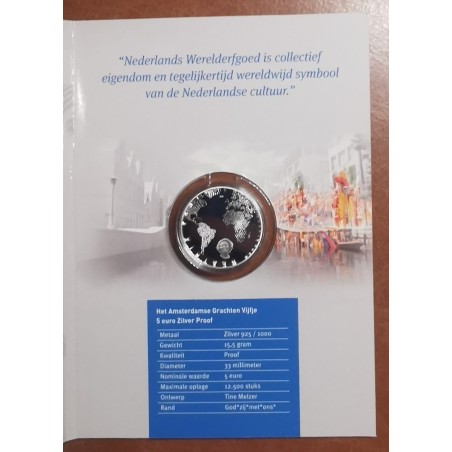 “Nederlands Werelderfgoed is collectief
eigendom en tegelijkertijd wereldwijd symbool
van de Nederlandse cultuur.”
Het Amsterdamse Grachten Vijfje
5 euro Zilver Proof
Metaal Zilver 925 / 1000
Gewicht 15,5 gram
Kwaliteit Proof
Diameter 33 millimeter
Nominale waarde 5 euro
Maximale oplage 12.500 stuks
Ontwerp Tine Melzer
Rand God*zij*met*ons*